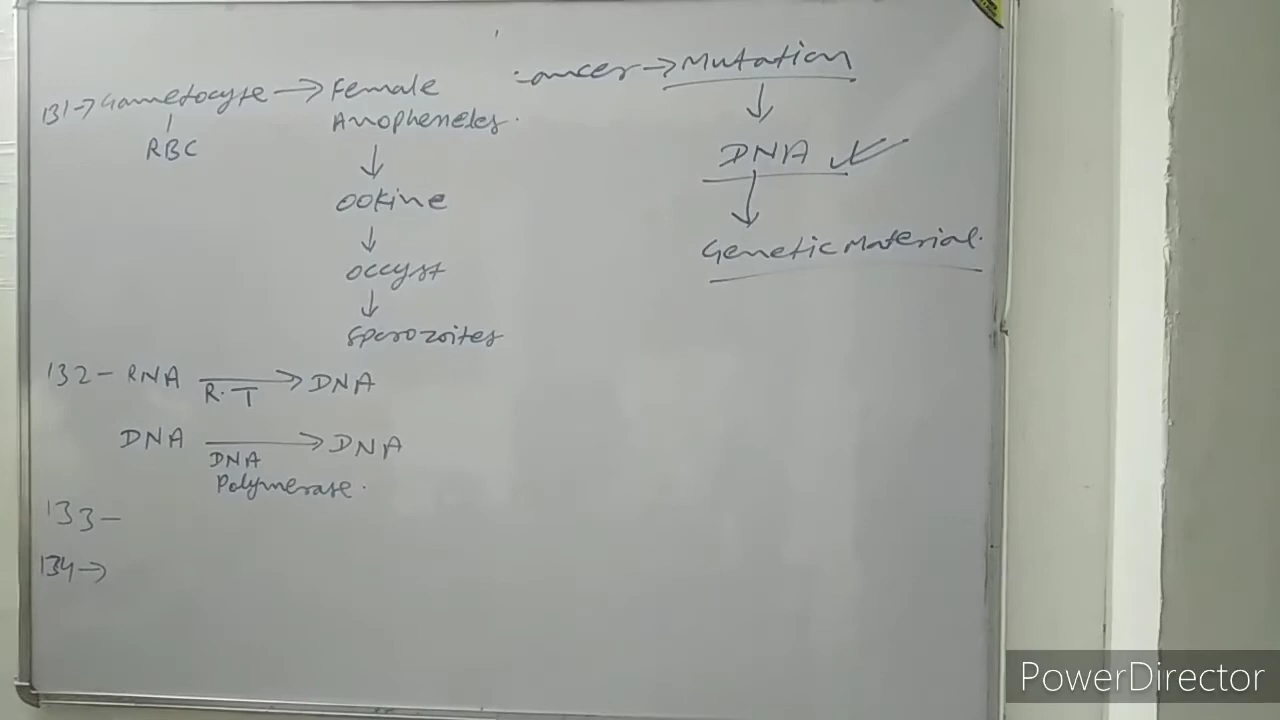 131→ Gametocyte → Female
Anopheneles.
RBC
↓
ookine
↓
occyst
↓
sporozoites
132- RNA → DNA
R.T
DNA → DNA
DNA
Polymerase.
133-
134→
cancer → Mutation
↓
DNA ✓
↓
Genetic Material.
PowerDirector